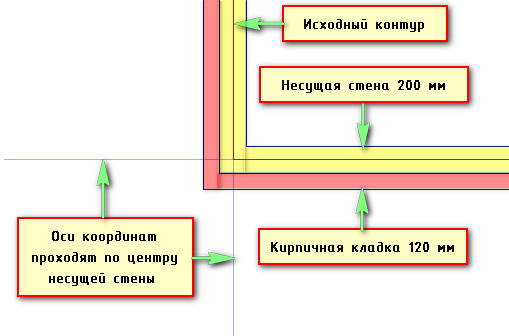 Исходный контур
Несущая стена 200 мм
Оси координат
проходят по центру
несущей стены
Кирпичная кладка 120 мм